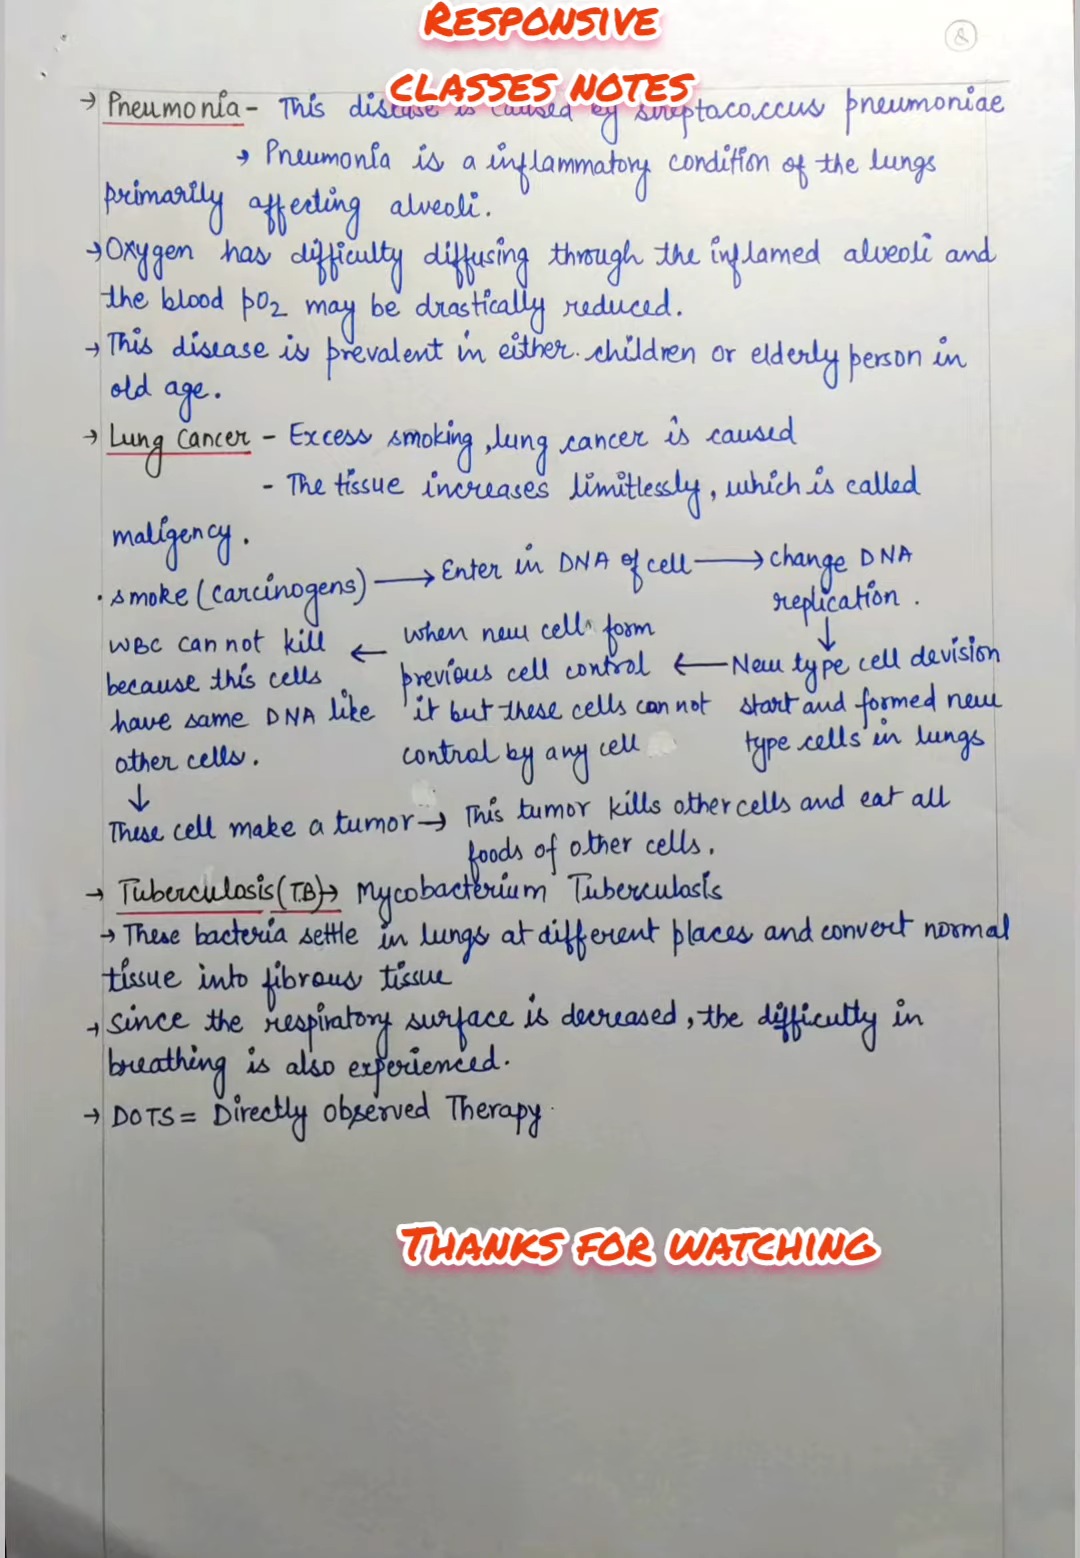 RESPONSIVE
CLASSES NOTES
8
→ Pneumonia - This disease is caused by streptacoccus pneumoniae
→ Pneumonia is a inflammatory condition of the lungs
primarily affecting alveoli.
→ Oxygen has difficulty diffusing through the inflamed alveoli and
the blood pO2 may be drastically reduced.
→ This disease is prevalent in either children or elderly person in
old age.
→ Lung Cancer - Excess smoking, lung cancer is caused
- The tissue increases limitlessly, which is called
maligency.
• smoke (carcinogens) → Enter in DNA of cell → change DNA
replication.
↓
New type cell devision
start and formed new
type cells in lungs
← when new cells form
previous cell control
it but these cells can not
control by any cell
← WBC can not kill
because this cells
have same DNA like
other cells.
↓
These cell make a tumor → This tumor kills other cells and eat all
foods of other cells.
→ Tuberculosis (T.B) → Mycobacterium Tuberculosis
→ These bacteria settle in lungs at different places and convert normal
tissue into fibrous tissue
→ Since the respiratory surface is decreased, the difficulty in
breathing is also experienced.
→ DOTS = Directly observed Therapy.
THANKS FOR WATCHING